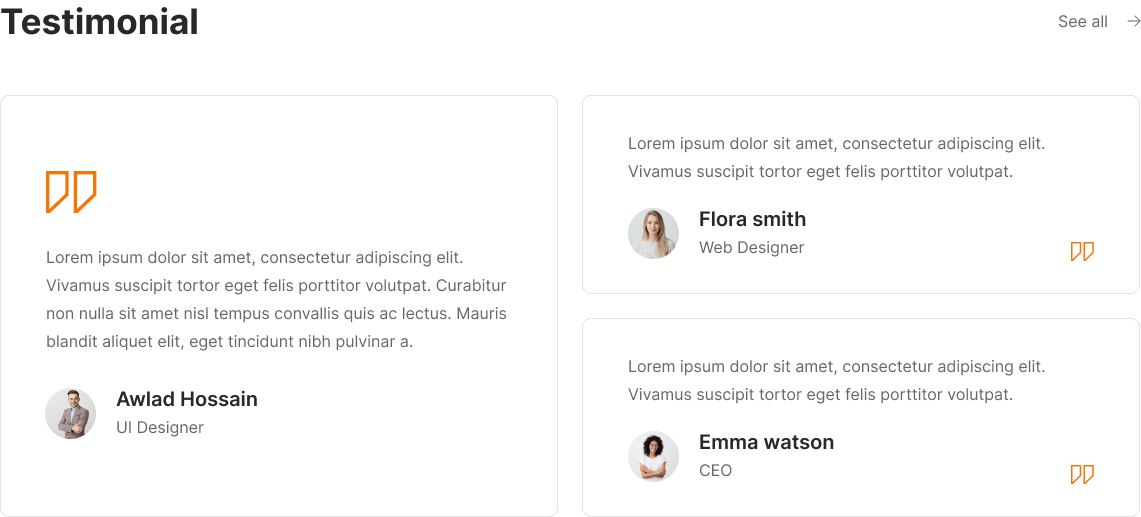 Testimonial
See all
Lorem ipsum dolor sit amet, consectetur adipiscing elit.
Vivamus suscipit tortor eget felis porttitor volutpat. Curabitur
non nulla sit amet nisl tempus convallis quis ac lectus. Mauris
blandit aliquet elit, eget tincidunt nibh pulvinar a.
Awlad Hossain
UI Designer
Lorem ipsum dolor sit amet, consectetur adipiscing elit.
Vivamus suscipit tortor eget felis porttitor volutpat.
Flora smith
Web Designer
Lorem ipsum dolor sit amet, consectetur adipiscing elit.
Vivamus suscipit tortor eget felis porttitor volutpat.
Emma watson
CEO